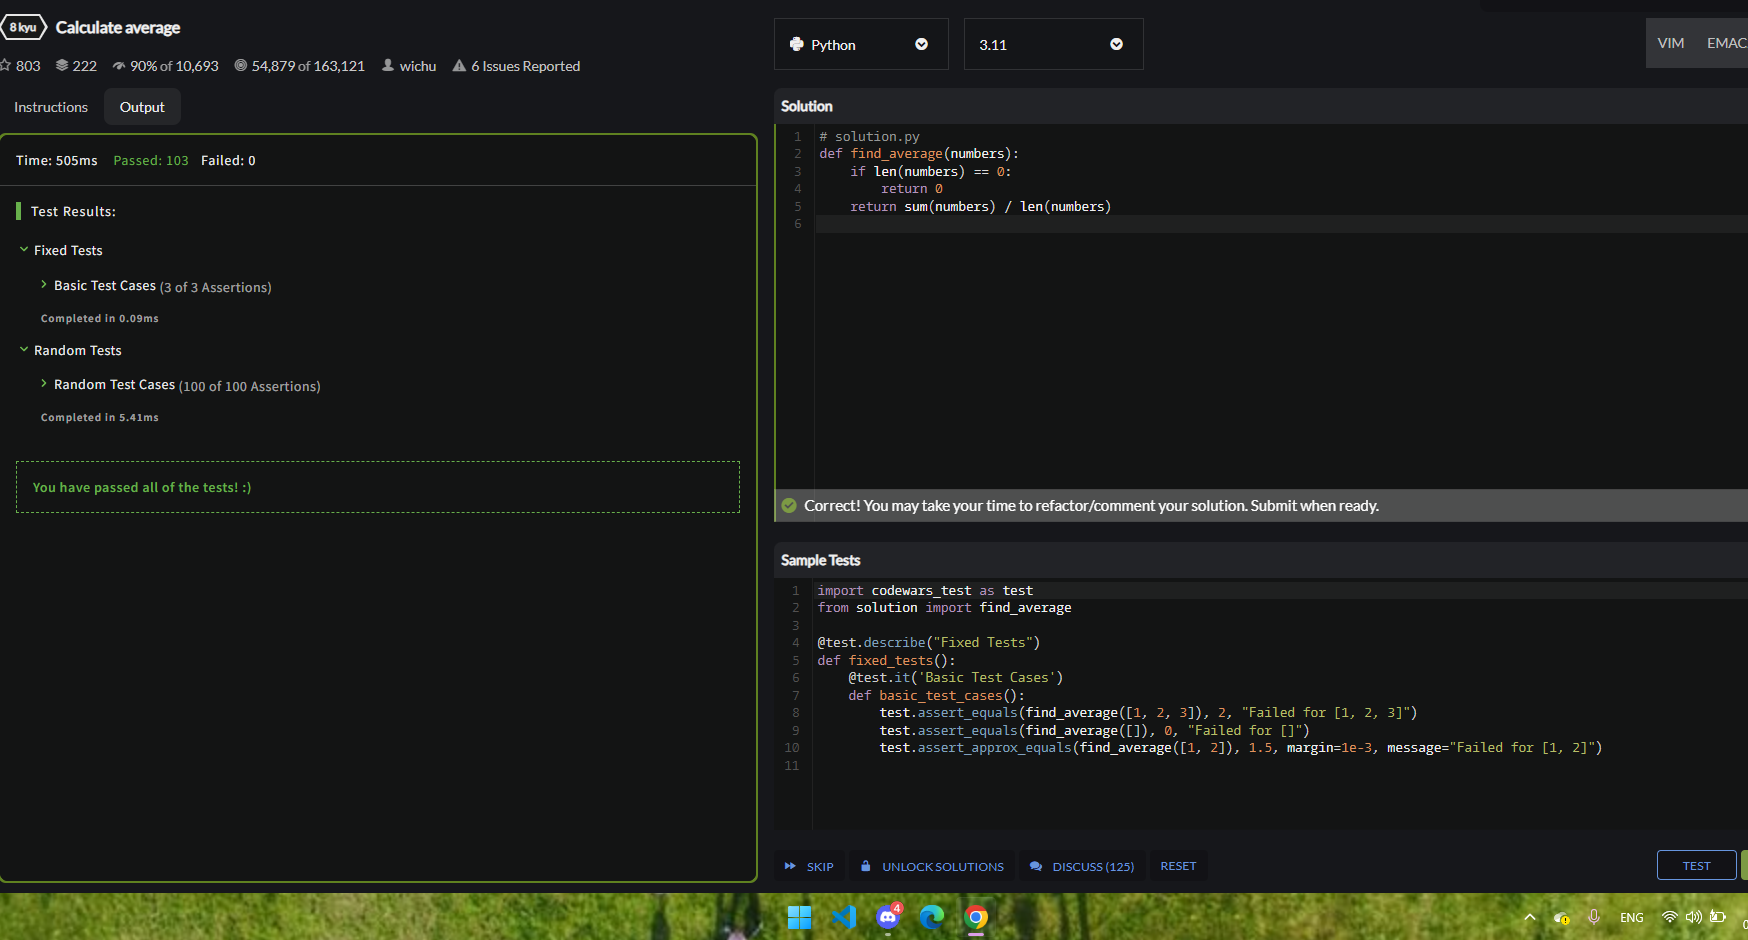 8 kyu Calculate average
803 222 90% of 10,693 54,879 of 163,121 wichu 6 Issues Reported
Instructions Output
Time: 505ms Passed: 103 Failed: 0
Test Results:
Fixed Tests
Basic Test Cases (3 of 3 Assertions)
Completed in 0.09ms
Random Tests
Random Test Cases (100 of 100 Assertions)
Completed in 5.41ms
You have passed all of the tests! :)
Python 3.11 VIM EMAC
Solution
1 # solution.py
2 def find_average(numbers):
3     if len(numbers) == 0:
4         return 0
5     return sum(numbers) / len(numbers)
6
Correct! You may take your time to refactor/comment your solution. Submit when ready.
Sample Tests
1 import codewars_test as test
2 from solution import find_average
3
4 @test.describe("Fixed Tests")
5 def fixed_tests():
6     @test.it('Basic Test Cases')
7     def basic_test_cases():
8         test.assert_equals(find_average([1, 2, 3]), 2, "Failed for [1, 2, 3]")
9         test.assert_equals(find_average([]), 0, "Failed for []")
10         test.assert_approx_equals(find_average([1, 2]), 1.5, margin=1e-3, message="Failed for [1, 2]")
11
SKIP UNLOCK SOLUTIONS DISCUSS (125) RESET TEST
4 ENG